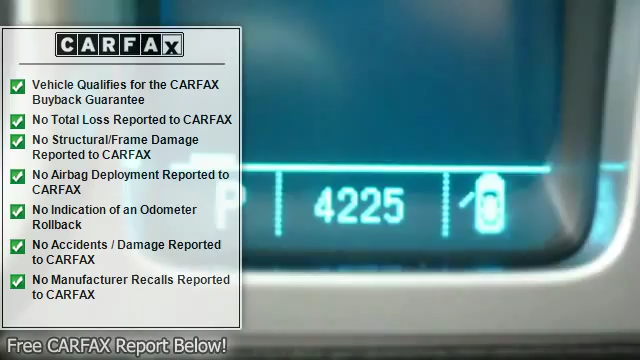 CARFAX
Vehicle Qualifies for the CARFAX
Buyback Guarantee
No Total Loss Reported to CARFAX
No Structural/Frame Damage
Reported to CARFAX
No Airbag Deployment Reported to
CARFAX
No Indication of an Odometer
Rollback
No Accidents / Damage Reported
to CARFAX
No Manufacturer Recalls Reported
to CARFAX
P 4225
Free CARFAX Report Below!